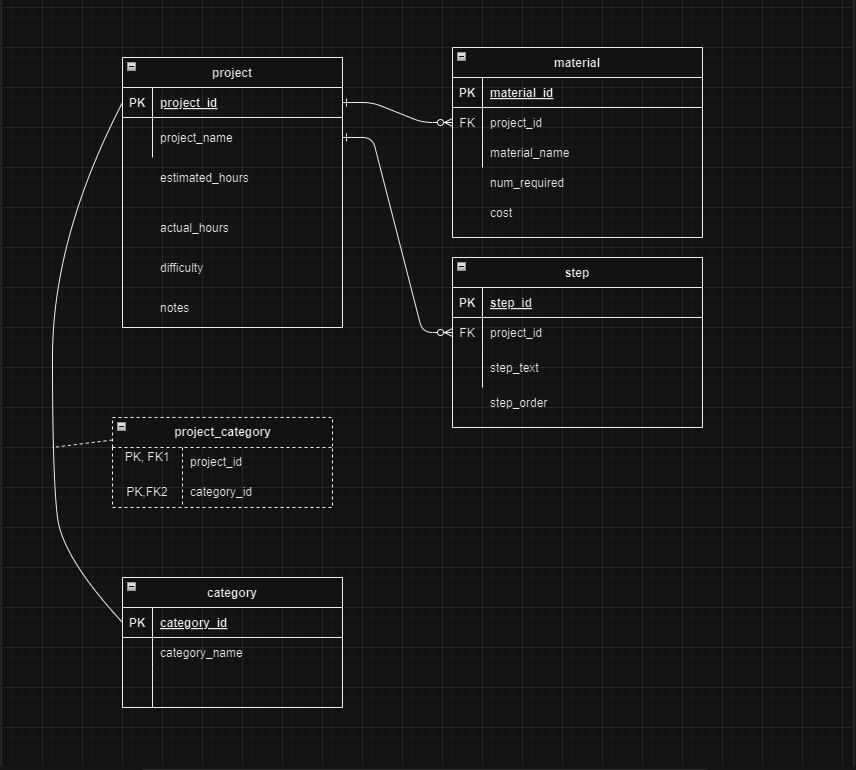 project
PK project_id
project_name
estimated_hours
actual_hours
difficulty
notes
material
PK material_id
FK project_id
material_name
num_required
cost
step
PK step_id
FK project_id
step_text
step_order
project_category
PK, FK1 project_id
PK,FK2 category_id
category
PK category_id
category_name